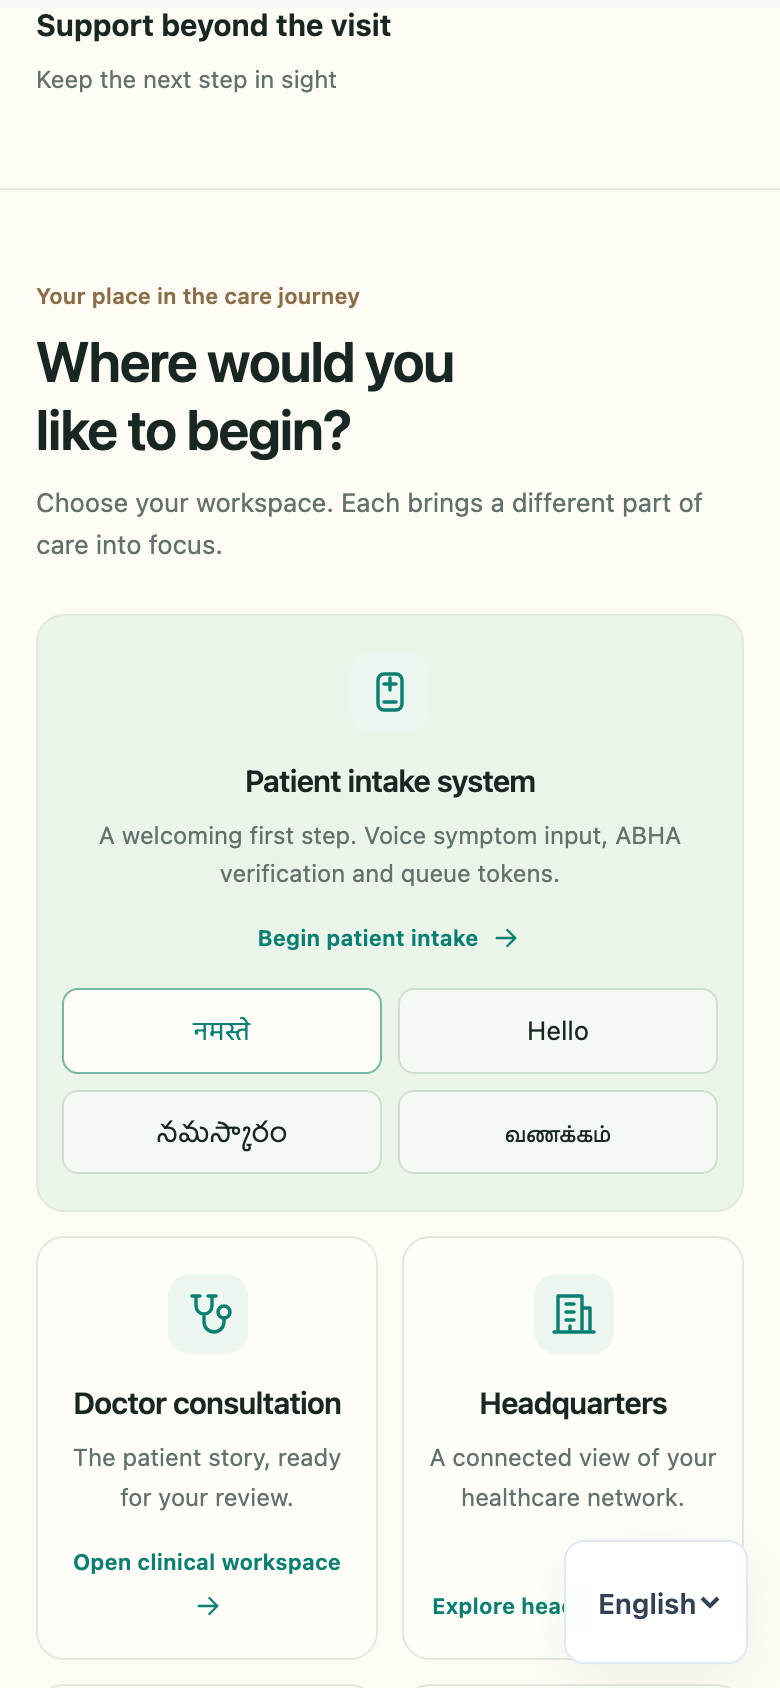 Support beyond the visit
Keep the next step in sight
Your place in the care journey
Where would you
like to begin?
Choose your workspace. Each brings a different part of
care into focus.
Patient intake system
A welcoming first step. Voice symptom input, ABHA
verification and queue tokens.
Begin patient intake →
नमस्ते
Hello
నమస్కారం
வணக்கம்
Doctor consultation
The patient story, ready
for your review.
Open clinical workspace
→
Headquarters
A connected view of your
healthcare network.
Explore
English